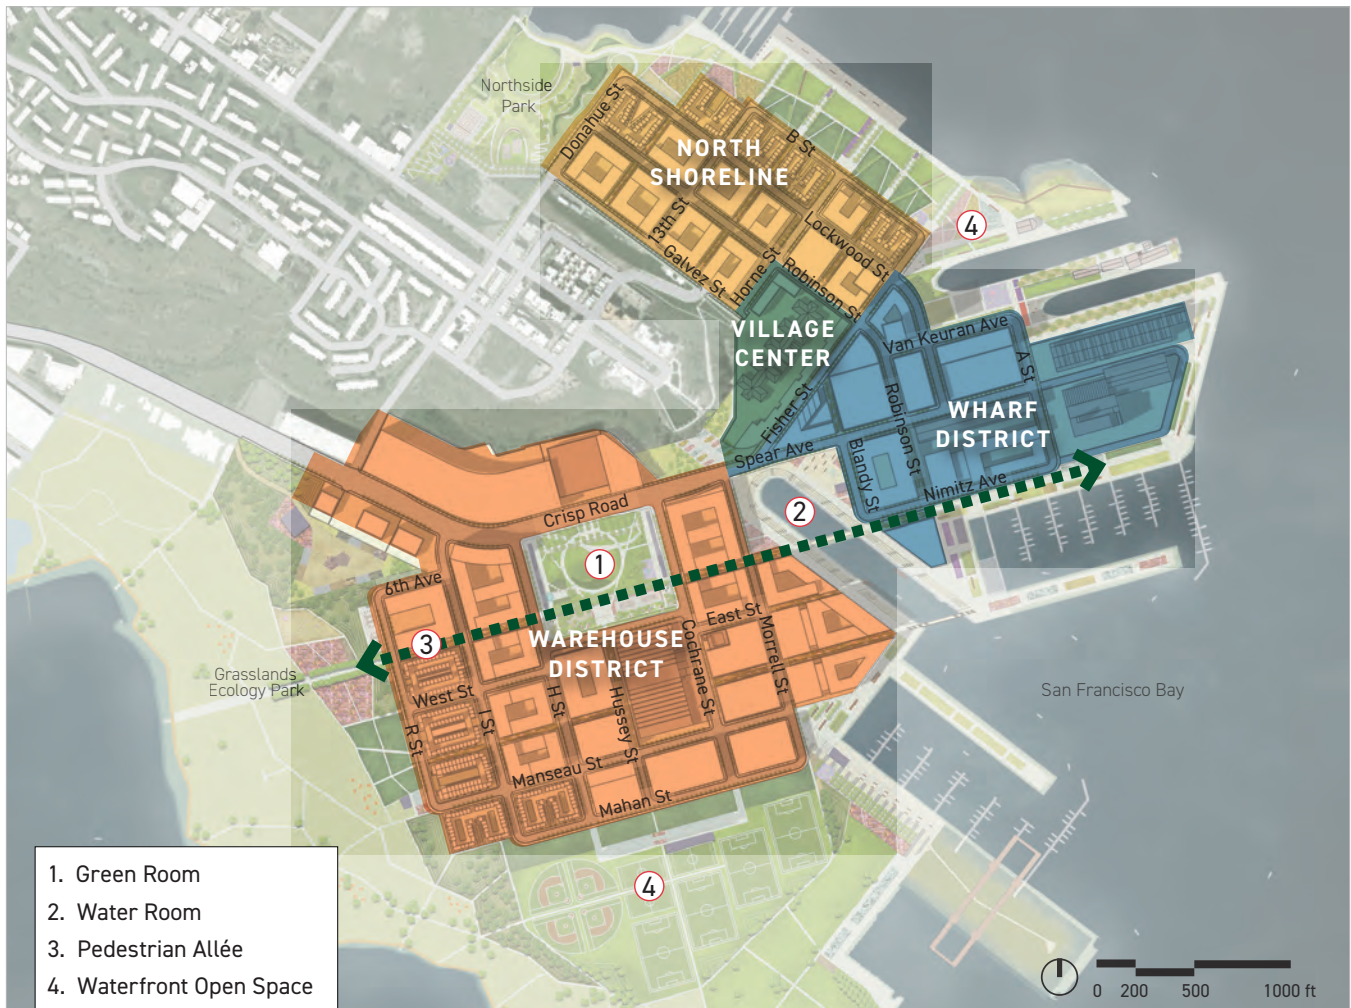 Northside
Park
Donahue St
NORTH
SHORELINE
B St
13th St
Galvez St
Horne St
Lockwood St
Robinson St
4
VILLAGE
CENTER
Van Keuran Ave
A St
Fisher St
Robinson St
WHARF
DISTRICT
Spear Ave
Blandy St
Nimitz Ave
Crisp Road
2
1
6th Ave
3
WAREHOUSE
DISTRICT
East St
Cochrane St
Morrell St
Grasslands
Ecology Park
West St
R St
I St
H St
Hussey St
Manseau St
Mahan St
San Francisco Bay
4
1. Green Room
2. Water Room
3. Pedestrian Allée
4. Waterfront Open Space
0 200 500 1000 ft